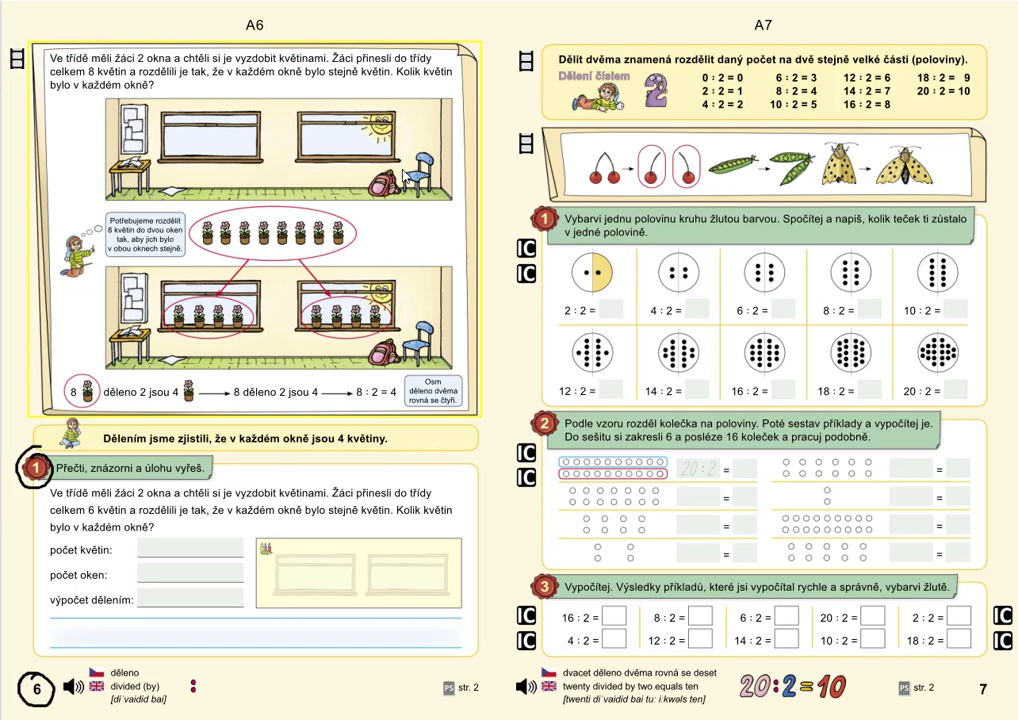 A6
Ve třídě měli žáci 2 okna a chtěli si je vyzdobit květinami. Žáci přinesli do třídy
celkem 8 květin a rozdělili je tak, že v každém okně bylo stejně květin. Kolik květin
bylo v každém okně?
Potřebujeme rozdělit
8 květin do dvou oken
tak, aby jich bylo
v obou oknech stejně.
8 děleno 2 jsou 4 8 děleno 2 jsou 4 8 : 2 = 4
Osm
děleno dvěma
rovná se čtyři.
Dělením jsme zjistili, že v každém okně jsou 4 květiny.
1 Přečti, znázorni a úlohu vyřeš.
Ve třídě měli žáci 2 okna a chtěli si je vyzdobit květinami. Žáci přinesli do třídy
celkem 6 květin a rozdělili je tak, že v každém okně bylo stejně květin. Kolik květin
bylo v každém okně?
počet květin:
počet oken:
výpočet dělením:
6
děleno
divided (by)
[diˈvaidid bai]
:
PS str. 2
A7
Dělit dvěma znamená rozdělit daný počet na dvě stejně velké části (poloviny).
Dělení číslem 2
0 : 2 = 0 6 : 2 = 3 12 : 2 = 6 18 : 2 = 9
2 : 2 = 1 8 : 2 = 4 14 : 2 = 7 20 : 2 = 10
4 : 2 = 2 10 : 2 = 5 16 : 2 = 8
1 Vybarvi jednu polovinu kruhu žlutou barvou. Spočítej a napiš, kolik teček ti zůstalo
v jedné polovině.
IC
IC
2 : 2 = 4 : 2 = 6 : 2 = 8 : 2 = 10 : 2 =
12 : 2 = 14 : 2 = 16 : 2 = 18 : 2 = 20 : 2 =
2 Podle vzoru rozděl kolečka na poloviny. Poté sestav příklady a vypočítej je.
Do sešitu si zakresli 6 a posléze 16 koleček a pracuj podobně.
IC
IC
20 : 2 = =
= =
= =
= =
3 Vypočítej. Výsledky příkladů, které jsi vypočítal rychle a správně, vybarvi žlutě.
IC 16 : 2 = 8 : 2 = 6 : 2 = 20 : 2 = 2 : 2 = IC
IC 4 : 2 = 12 : 2 = 14 : 2 = 10 : 2 = 18 : 2 = IC
dvacet děleno dvěma rovná se deset
twenty divided by two equals ten
[twenti diˈvaidid bai tu: i:kwəls ten]
20:2=10
PS str. 2
7